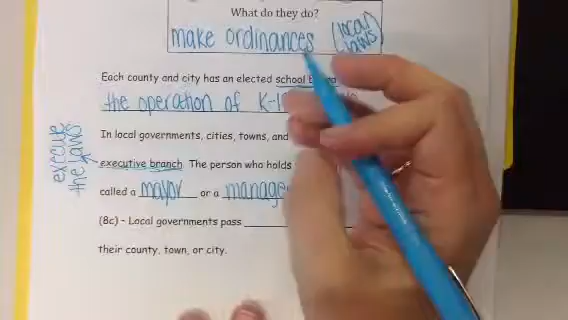 What do they do?
make ordinances (local laws)
Each county and city has an elected school
the operation of K-1
In local governments, cities, towns, and
execute the laws
executive branch. The person who holds
called a mayor or a manage
(8c) - Local governments pass
their county, town, or city.